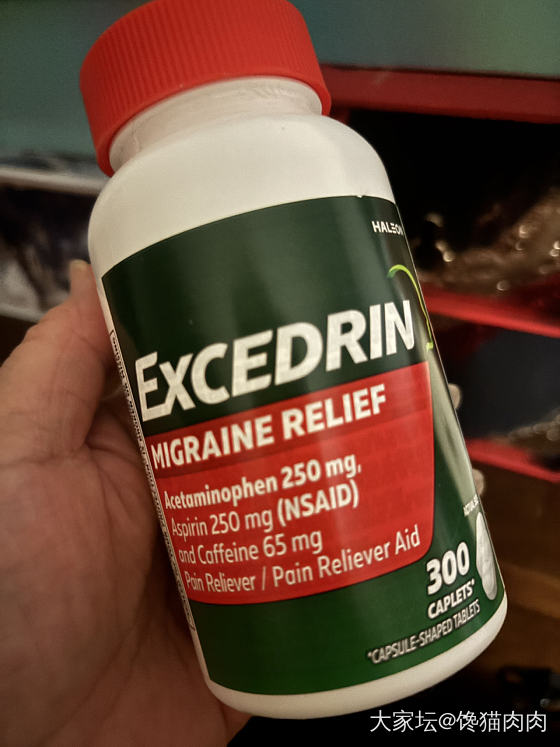 HALEON
EXCEDRIN
MIGRAINE RELIEF
Acetaminophen 250 mg,
Aspirin 250 mg (NSAID)
and Caffeine 65 mg
Pain Reliever / Pain Reliever Aid
300
CAPLETS*
*CAPSULE-SHAPED TABLETS
大家坛@馋猫肉肉